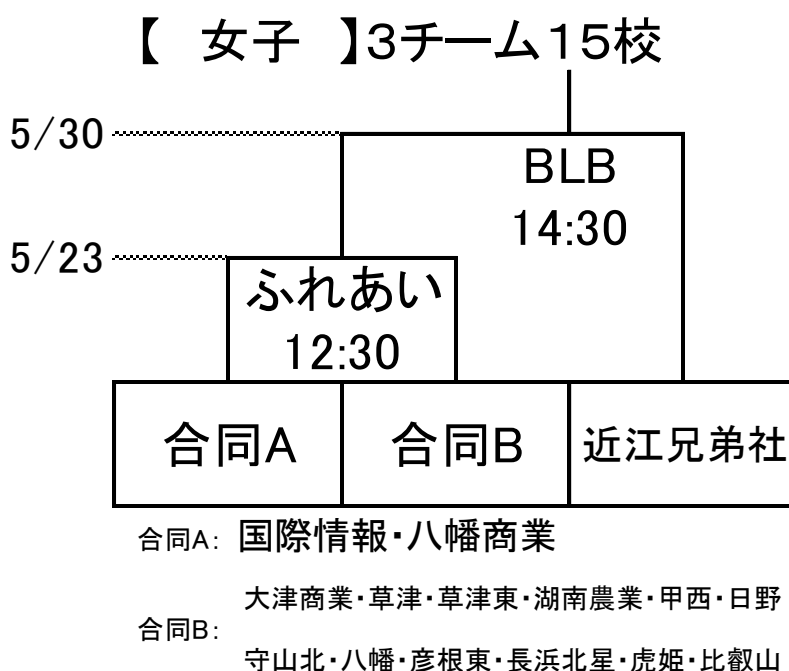 【　女子　】3チーム15校
5/30
BLB
14:30
5/23
ふれあい
12:30
合同A
合同B
近江兄弟社
合同A: 国際情報・八幡商業
合同B:
大津商業・草津・草津東・湖南農業・甲西・日野
守山北・八幡・彦根東・長浜北星・虎姫・比叡山